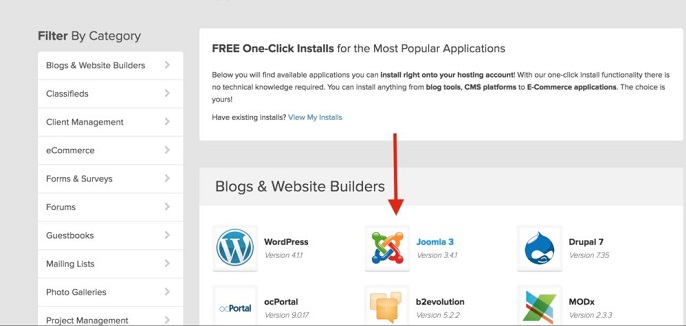 Filter By Category
Blogs & Website Builders
Classifieds
Client Management
eCommerce
Forms & Surveys
Forums
Guestbooks
Mailing Lists
Photo Galleries
Project Management
FREE One-Click Installs for the Most Popular Applications
Below you will find available applications you can install right onto your hosting account! With our one-click install functionality there is
no technical knowledge required. You can install anything from blog tools, CMS platforms to E-Commerce applications. The choice is
yours!
Have existing installs? View My Installs
Blogs & Website Builders
WordPress
Version 4.1.1
Joomla 3
Version 3.4.1
Drupal 7
Version 7.35
ocPortal
ocPortal
Version 9.0.17
b2evolution
Version 5.2.2
MODx
Version 2.3.3